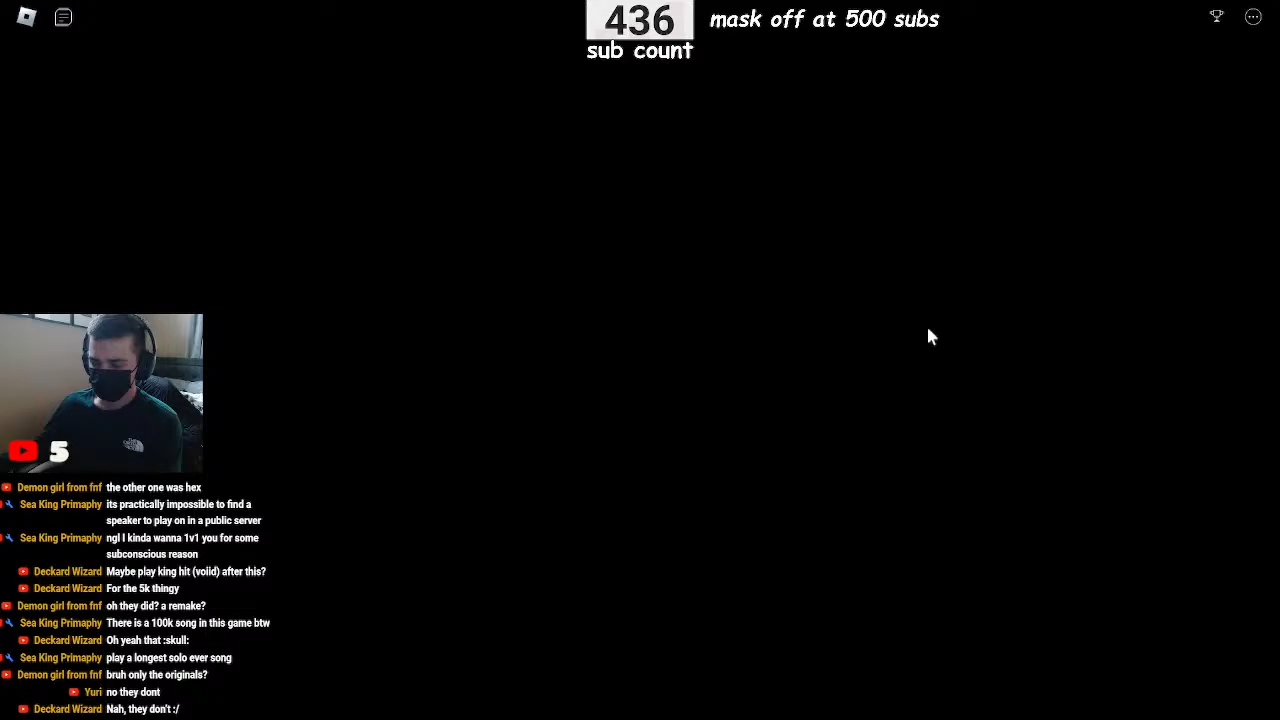 436
mask off at 500 subs
sub count
5
Demon girl from fnf the other one was hex
Sea King Primaphy its practically impossible to find a
speaker to play on in a public server
Sea King Primaphy ngl I kinda wanna 1v1 you for some
subconscious reason
Deckard Wizard Maybe play king hit (voiid) after this?
Deckard Wizard For the 5k thingy
Demon girl from fnf oh they did? a remake?
Sea King Primaphy There is a 100k song in this game btw
Deckard Wizard Oh yeah that :skull:
Sea King Primaphy play a longest solo ever song
Demon girl from fnf bruh only the originals?
Yuri no they dont
Deckard Wizard Nah, they don't :/